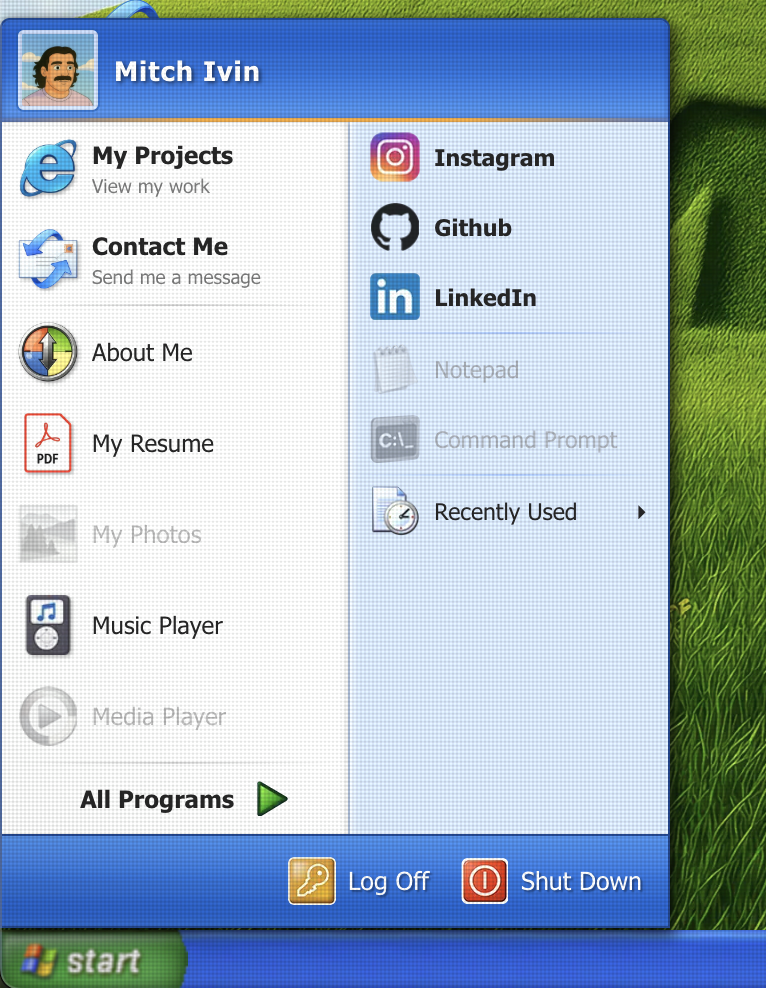 Mitch Ivin
My Projects
View my work
Contact Me
Send me a message
About Me
PDF
My Resume
My Photos
Music Player
Media Player
All Programs
Instagram
Github
in
LinkedIn
Notepad
C:\_
Command Prompt
Recently Used
Log Off
Shut Down
start